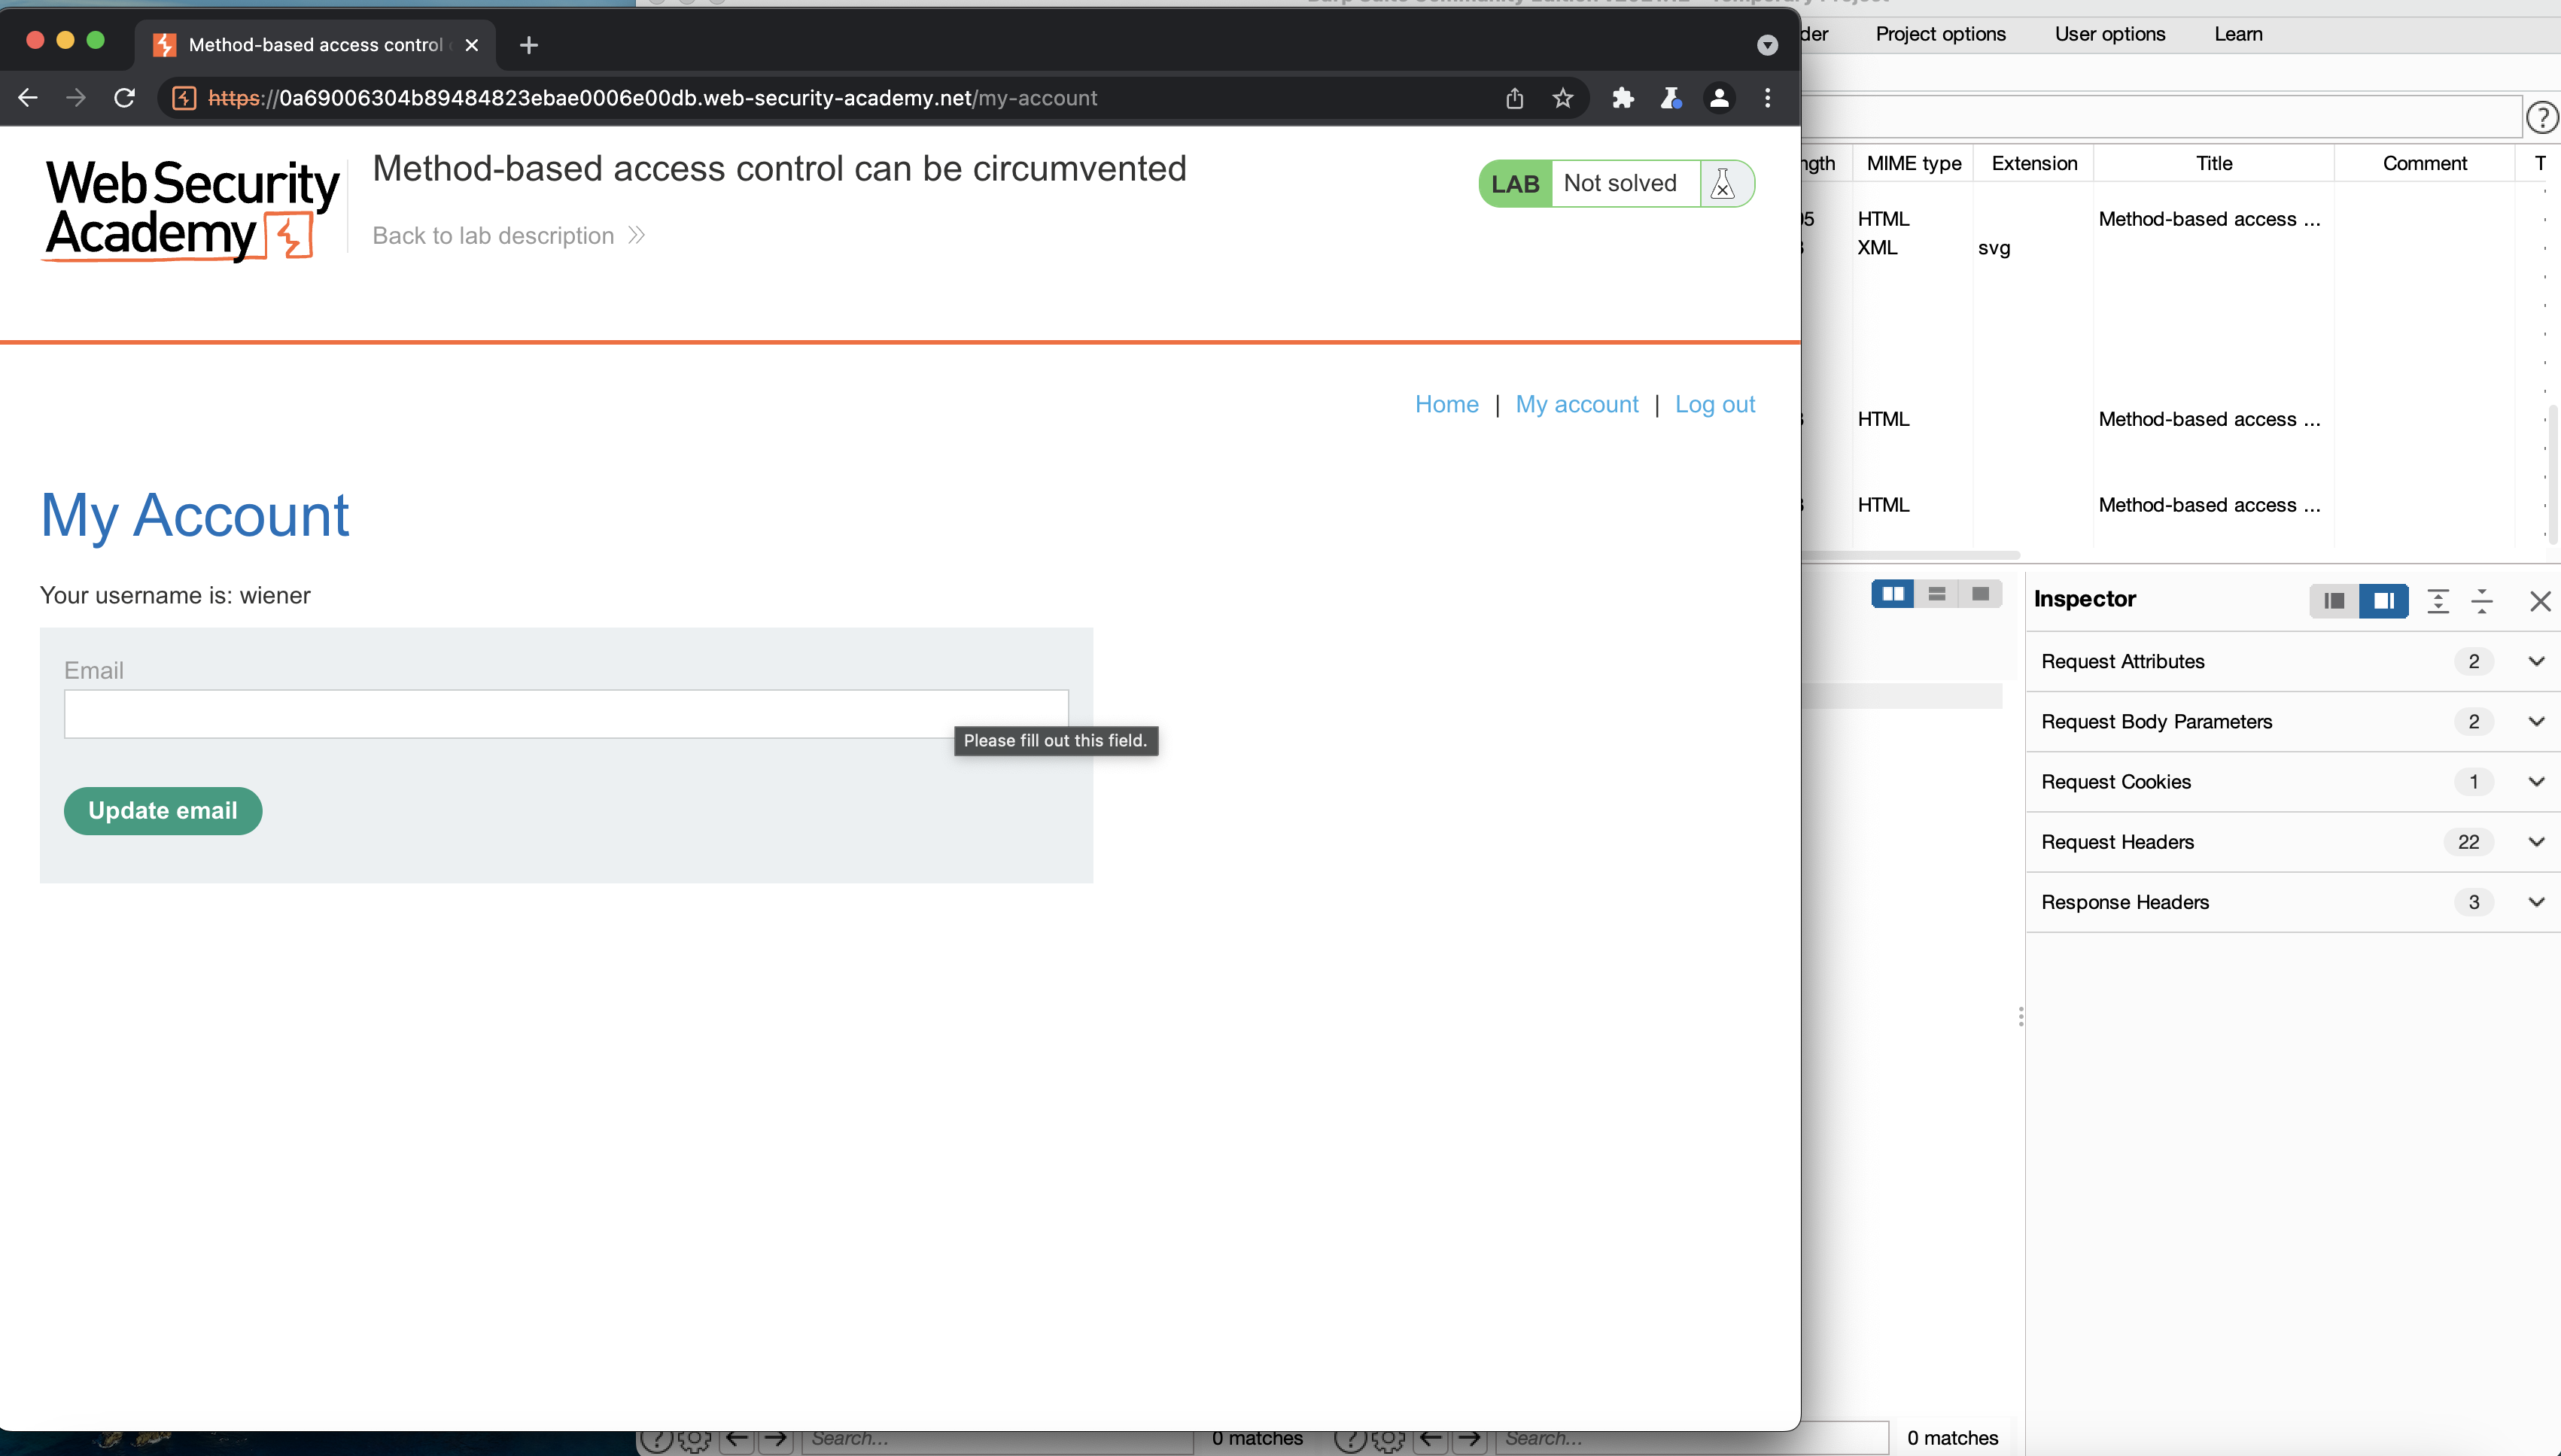 Method-based access control
https://0a69006304b89484823ebae0006e00db.web-security-academy.net/my-account
Web Security
Academy
Method-based access control can be circumvented
Back to lab description
LAB Not solved
Home | My account | Log out
My Account
Your username is: wiener
Email
Please fill out this field.
Update email
Project options User options Learn
MIME type Extension Title Comment T
HTML Method-based access ...
XML svg
HTML Method-based access ...
HTML Method-based access ...
Inspector
Request Attributes 2
Request Body Parameters 2
Request Cookies 1
Request Headers 22
Response Headers 3
Search... 0 matches
Search... 0 matches